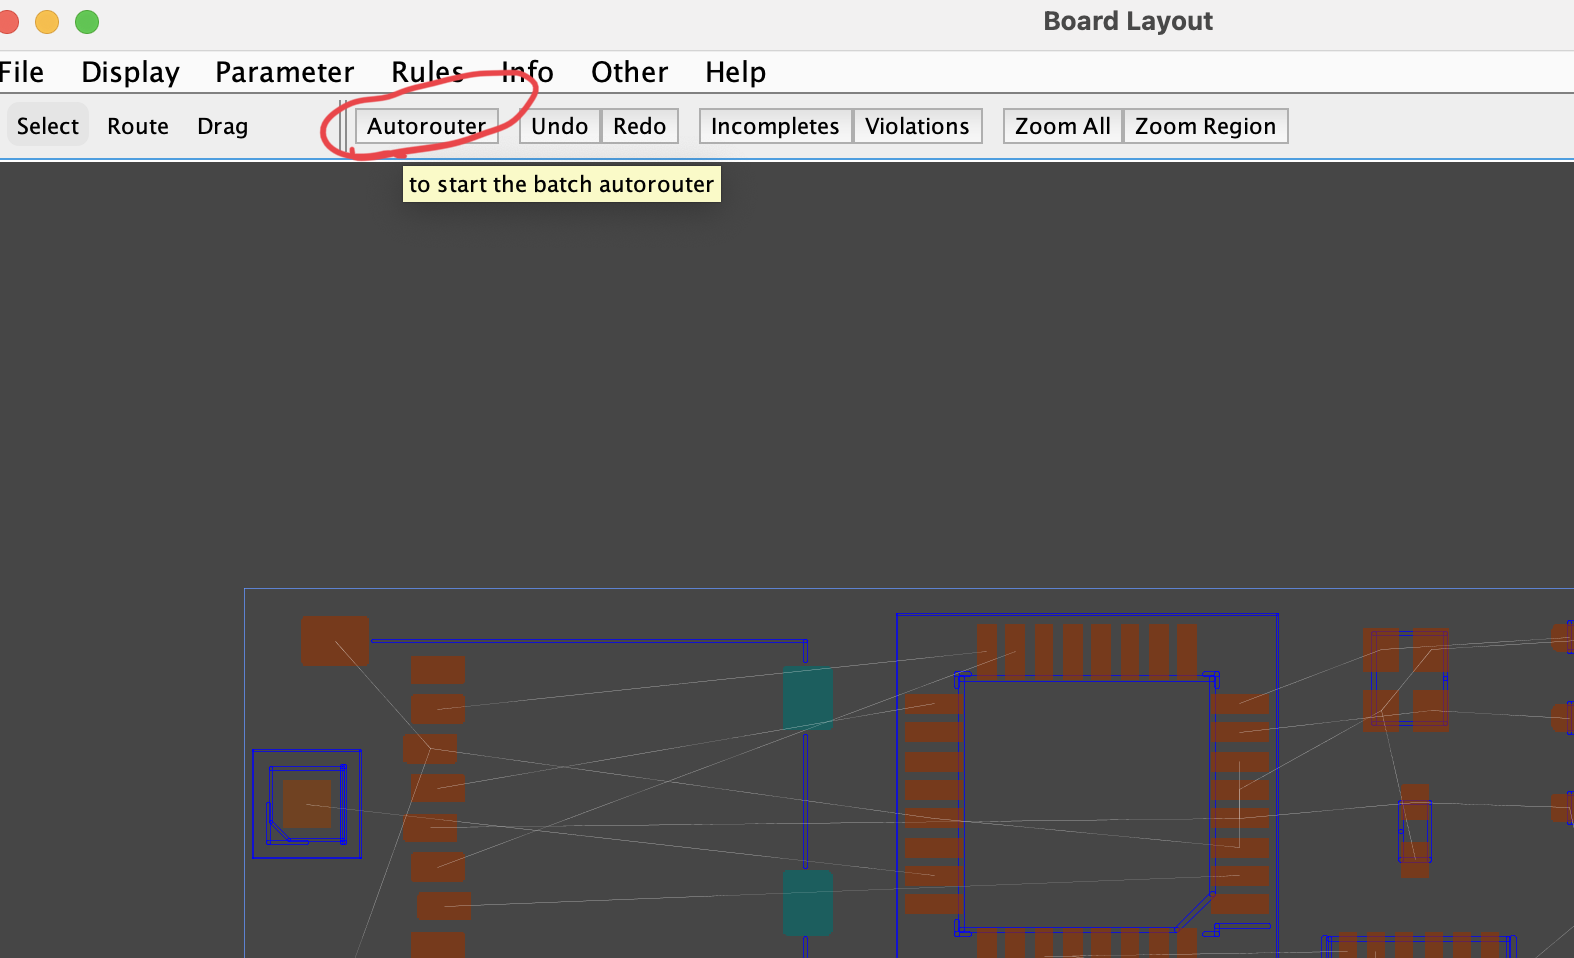 Board Layout
File Display Parameter Rules Info Other Help
Select Route Drag Autorouter Undo Redo Incompletes Violations Zoom All Zoom Region
to start the batch autorouter